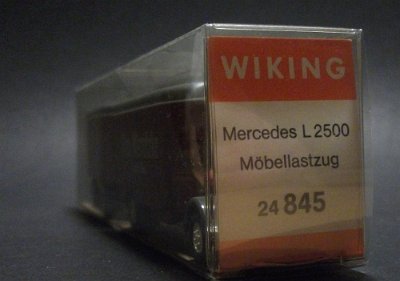 WIKING
Mercedes L 2500
Möbellastzug
24 845